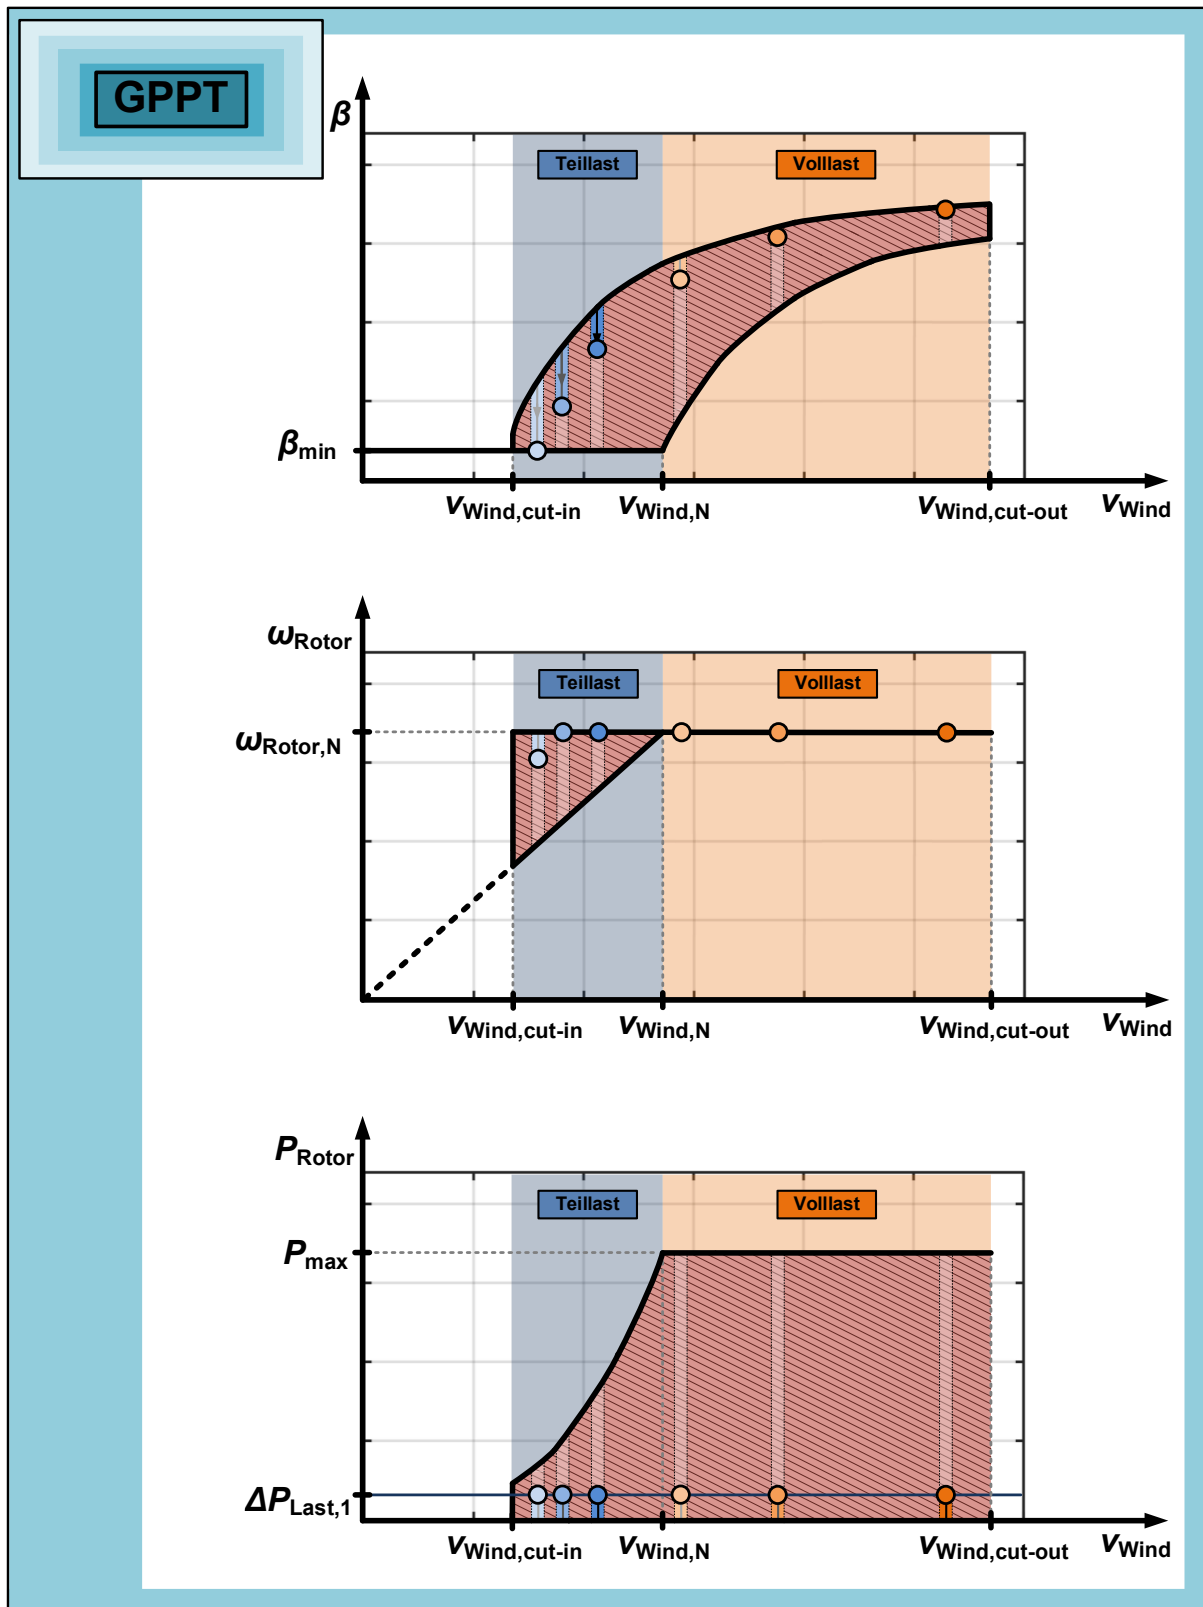 GPPT
β
Teillast
Volllast
βmin
vWind,cut-in
vWind,N
vWind,cut-out
vWind
ωRotor
Teillast
Volllast
ωRotor,N
vWind,cut-in
vWind,N
vWind,cut-out
vWind
PRotor
Teillast
Volllast
Pmax
ΔPLast,1
vWind,cut-in
vWind,N
vWind,cut-out
vWind